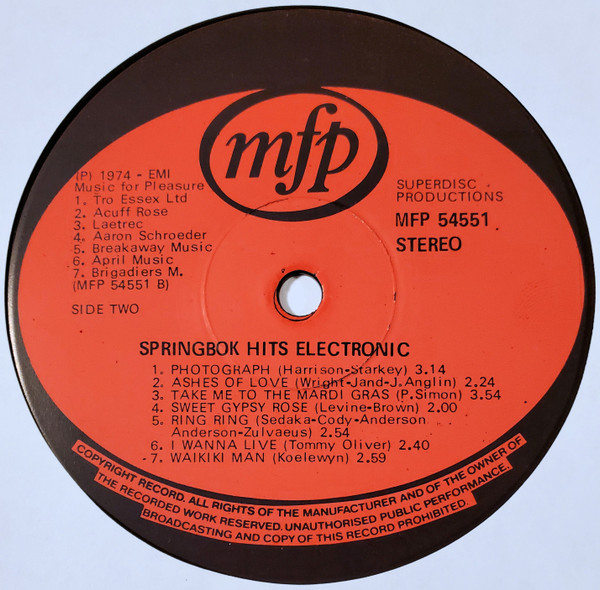 mfp
(P) 1974 - EMI
Music for Pleasure
1. Tro Essex Ltd
2. Acuff Rose
3. Laetrec
4. Aaron Schroeder
5. Breakaway Music
6. April Music
7. Brigadiers M.
(MFP 54551 B)
SIDE TWO
SUPERDISC
PRODUCTIONS
MFP 54551
STEREO
SPRINGBOK HITS ELECTRONIC
1. PHOTOGRAPH (Harrison-Starkey) 3.14
2. ASHES OF LOVE (Wright-Jand-J.Anglin) 2.24
3. TAKE ME TO THE MARDI GRAS (P.Simon) 3.54
4. SWEET GYPSY ROSE (Levine-Brown) 2.00
5. RING RING (Sedaka-Cody-Anderson
Anderson-Zulvaeus) 2.54
6. I WANNA LIVE (Tommy Oliver) 2.40
7. WAIKIKI MAN (Koelewyn) 2.59
COPYRIGHT RECORD. ALL RIGHTS OF THE MANUFACTURER AND OF THE OWNER OF
THE RECORDED WORK RESERVED. UNAUTHORISED PUBLIC PERFORMANCE,
BROADCASTING AND COPY OF THIS RECORD PROHIBITED.